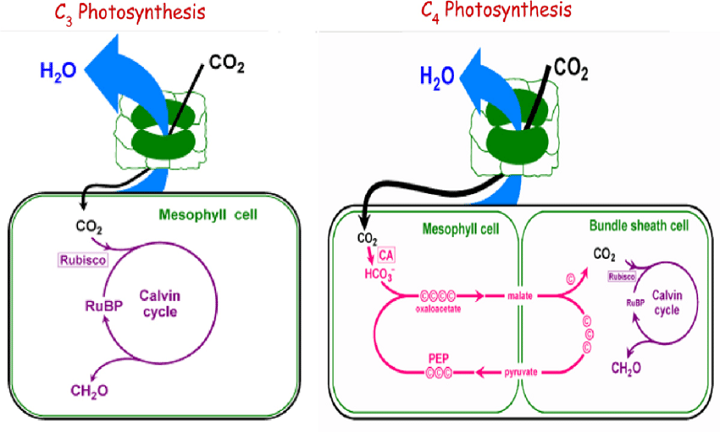 C3 Photosynthesis
H2O
CO2
Mesophyll cell
CO2
Rubisco
RuBP
Calvin
cycle
CH2O
C4 Photosynthesis
H2O
CO2
Mesophyll cell
CO2
CA
HCO3-
©©©©
oxaloacetate
malate
©
©
©
©
PEP
©©©
pyruvate
Bundle sheath cell
CO2
Rubisco
RuBP
Calvin
cycle
CH2O